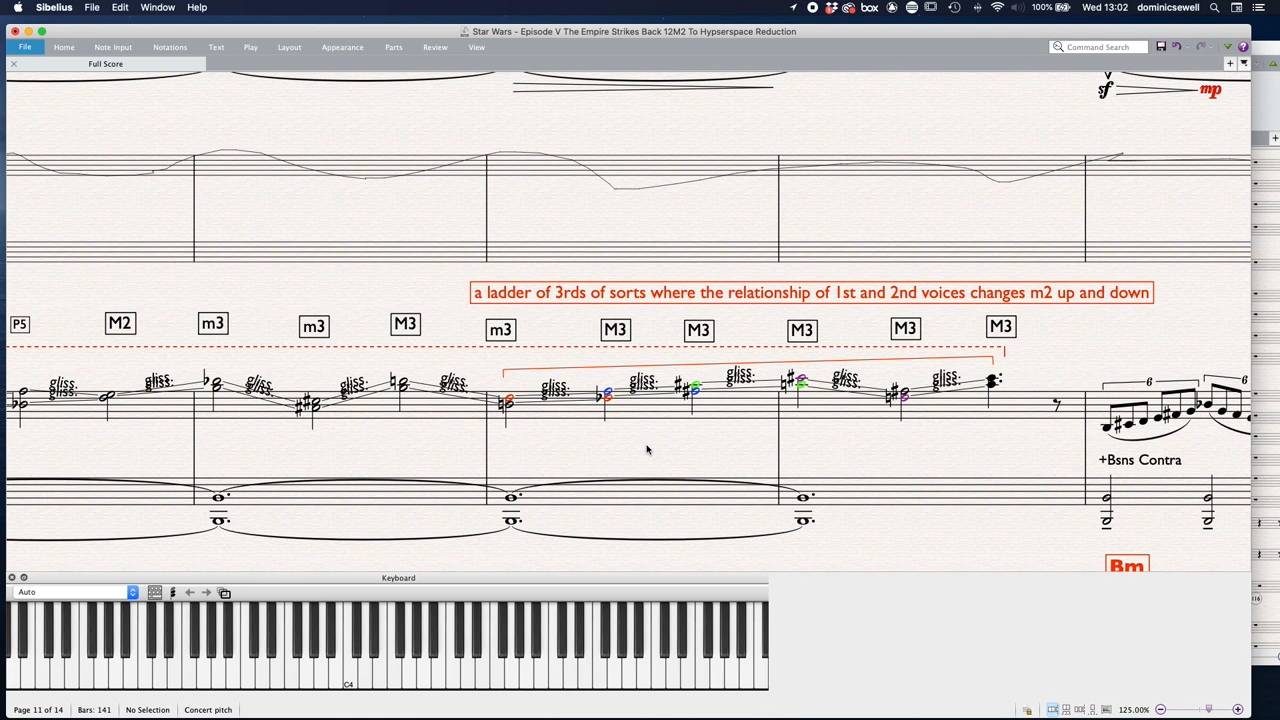 Sibelius File Edit Window Help box 100% Wed 13:02 dominicsewell
Star Wars - Episode V The Empire Strikes Back 12M2 To Hypserspace Reduction
File Home Note Input Notations Text Play Layout Appearance Parts Review View Command Search
Full Score
sf mp
a ladder of 3rds of sorts where the relationship of 1st and 2nd voices changes m2 up and down
P5 M2 m3 m3 M3 m3 M3 M3 M3 M3 M3
gliss. gliss. gliss. gliss. gliss. gliss. gliss. gliss. gliss. gliss. gliss.
6 6
+Bsns Contra
Bm
Keyboard
Auto
C4
Page 11 of 14 Bars: 141 No Selection Concert pitch 125.00%